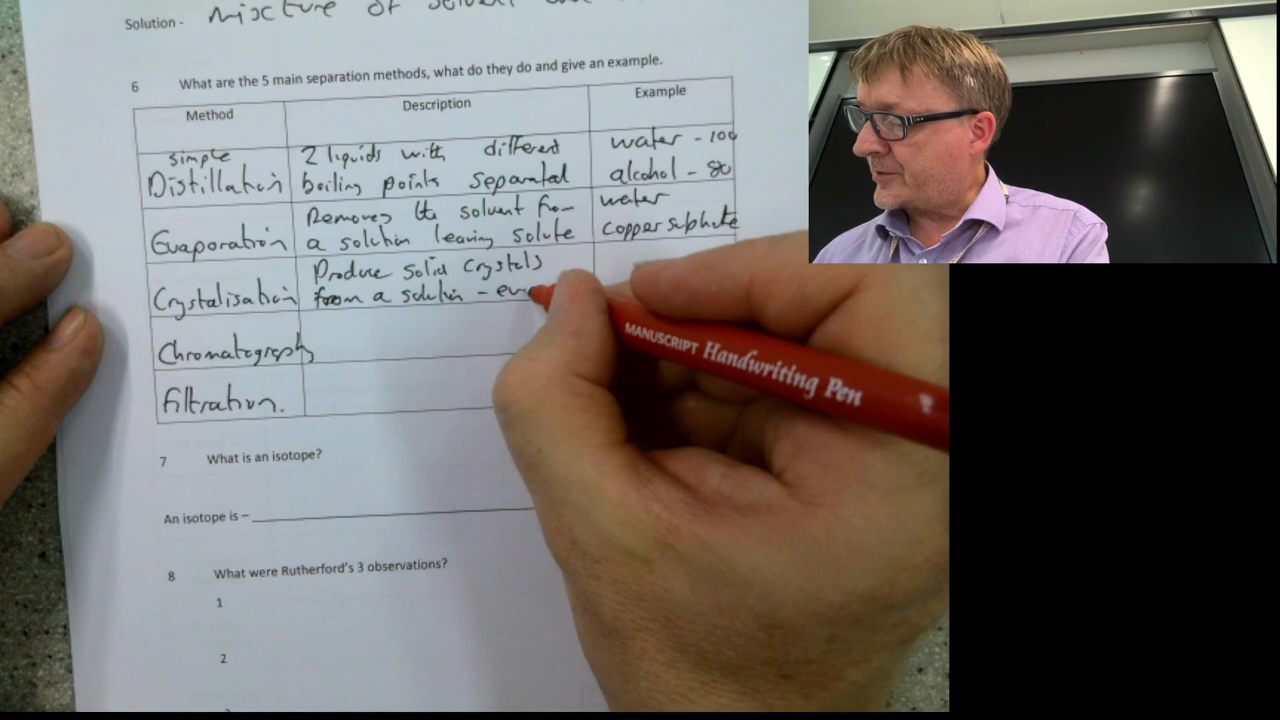 Solution - Mixture of solvent
6 What are the 5 main separation methods, what do they do and give an example.
Method Description Example
simple Distillation
2 liquids with different
boiling points separated
water - 100
alcohol - 80
Evaporation
Removes the solvent from
a solution leaving solute
water
copper sulphate
Crystalisation
Produce solid crystals
from a solution - eva
Chromatography
Filtration.
7 What is an isotope?
An isotope is –
8 What were Rutherford's 3 observations?
1
2
MANUSCRIPT Handwriting Pen